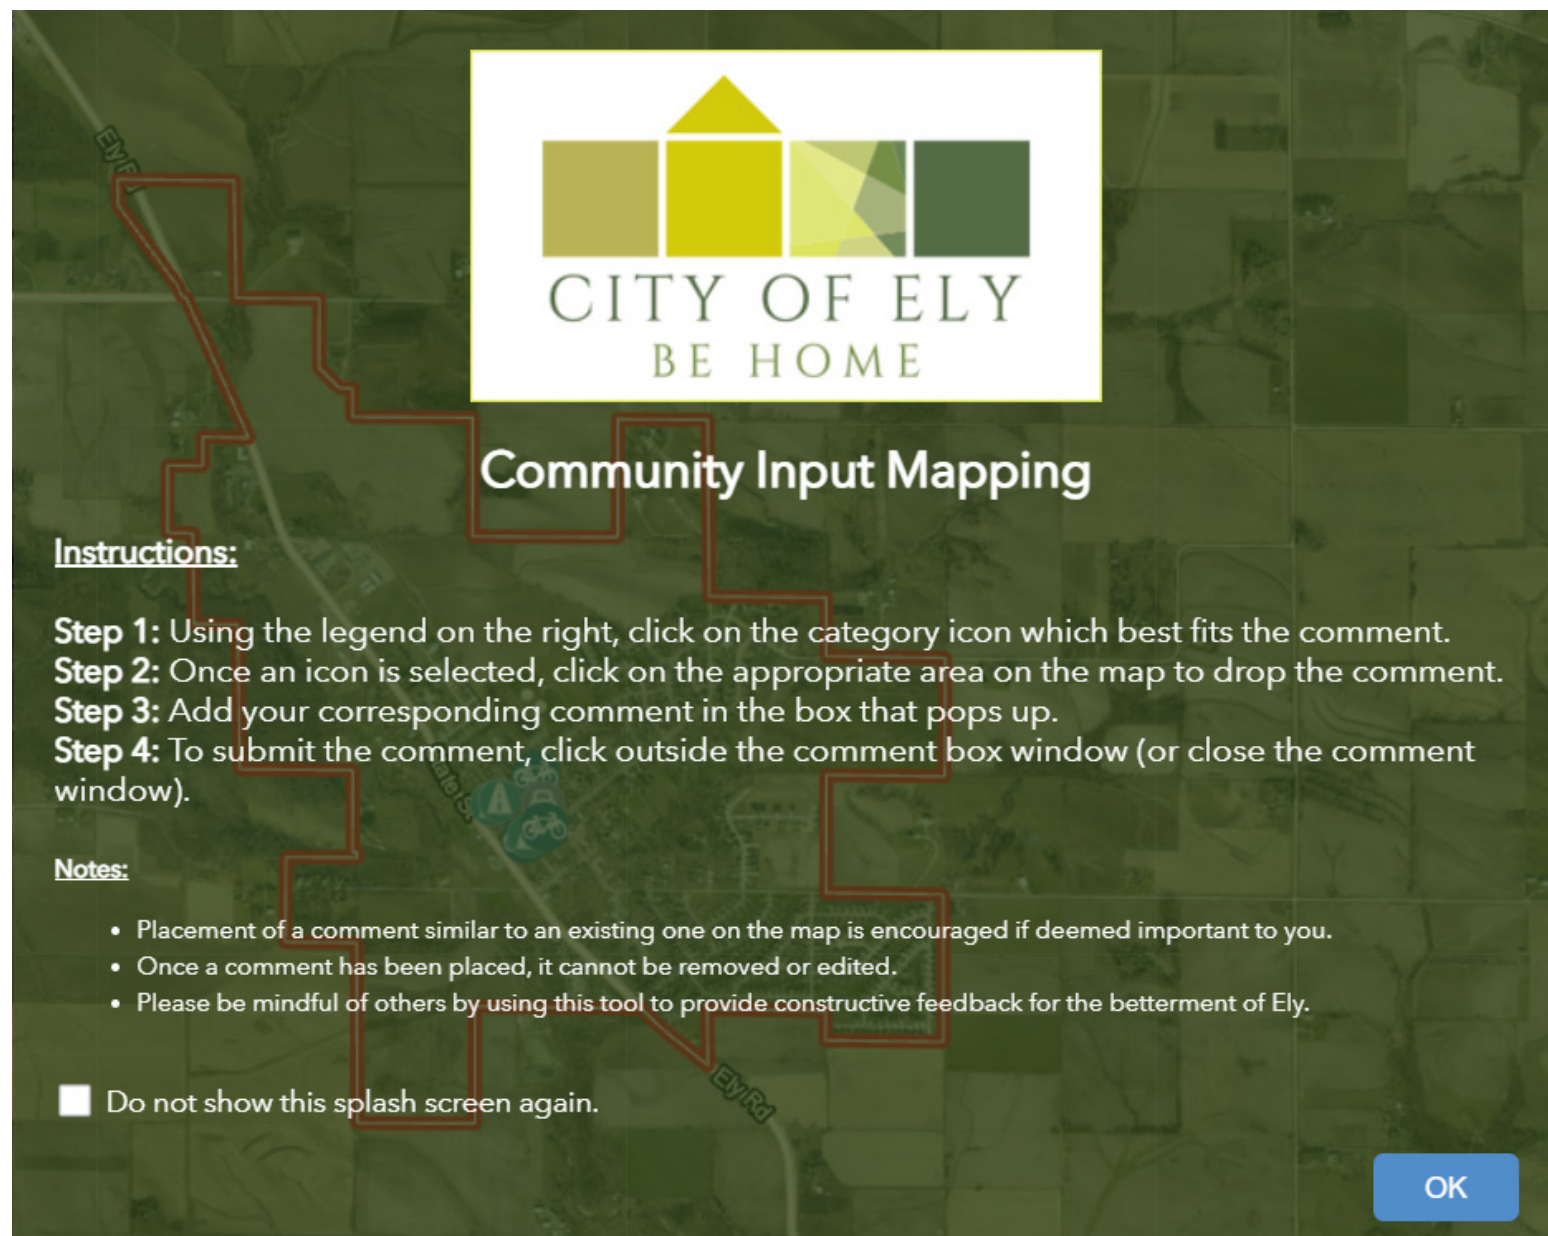 Ely Rd
CITY OF ELY
BE HOME
Community Input Mapping
Instructions:
Step 1: Using the legend on the right, click on the category icon which best fits the comment.
Step 2: Once an icon is selected, click on the appropriate area on the map to drop the comment.
Step 3: Add your corresponding comment in the box that pops up.
Step 4: To submit the comment, click outside the comment box window (or close the comment
window).
Notes:
• Placement of a comment similar to an existing one on the map is encouraged if deemed important to you.
• Once a comment has been placed, it cannot be removed or edited.
• Please be mindful of others by using this tool to provide constructive feedback for the betterment of Ely.
Ely Rd
Do not show this splash screen again.
OK